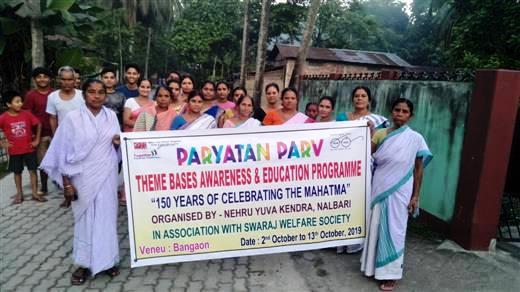 PARYATAN PARV
THEME BASES AWARENESS & EDUCATION PROGRAMME
"150 YEARS OF CELEBRATING THE MAHATMA"
ORGANISED BY - NEHRU YUVA KENDRA, NALBARI
IN ASSOCIATION WITH SWARAJ WELFARE SOCIETY
Veneu : Bangaon
Date : 2nd October to 13th October, 2019